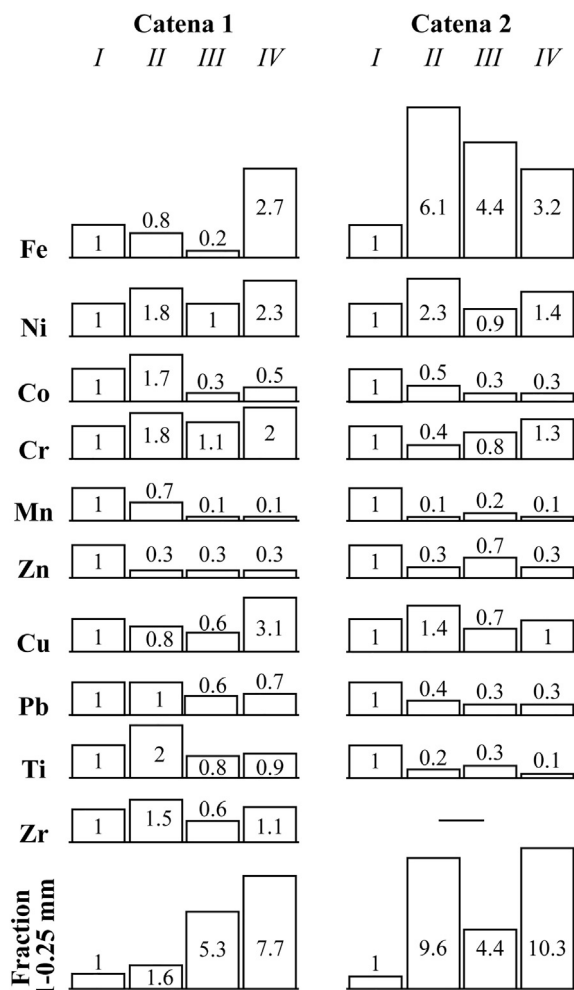 Catena 1 Catena 2
I II III IV I II III IV
Fe 1 0.8 0.2 2.7 1 6.1 4.4 3.2
Ni 1 1.8 1 2.3 1 2.3 0.9 1.4
Co 1 1.7 0.3 0.5 1 0.5 0.3 0.3
Cr 1 1.8 1.1 2 1 0.4 0.8 1.3
Mn 1 0.7 0.1 0.1 1 0.1 0.2 0.1
Zn 1 0.3 0.3 0.3 1 0.3 0.7 0.3
Cu 1 0.8 0.6 3.1 1 1.4 0.7 1
Pb 1 1 0.6 0.7 1 0.4 0.3 0.3
Ti 1 2 0.8 0.9 1 0.2 0.3 0.1
Zr 1 1.5 0.6 1.1 —
Fraction
1-0.25 mm
1 1.6 5.3 7.7 1 9.6 4.4 10.3